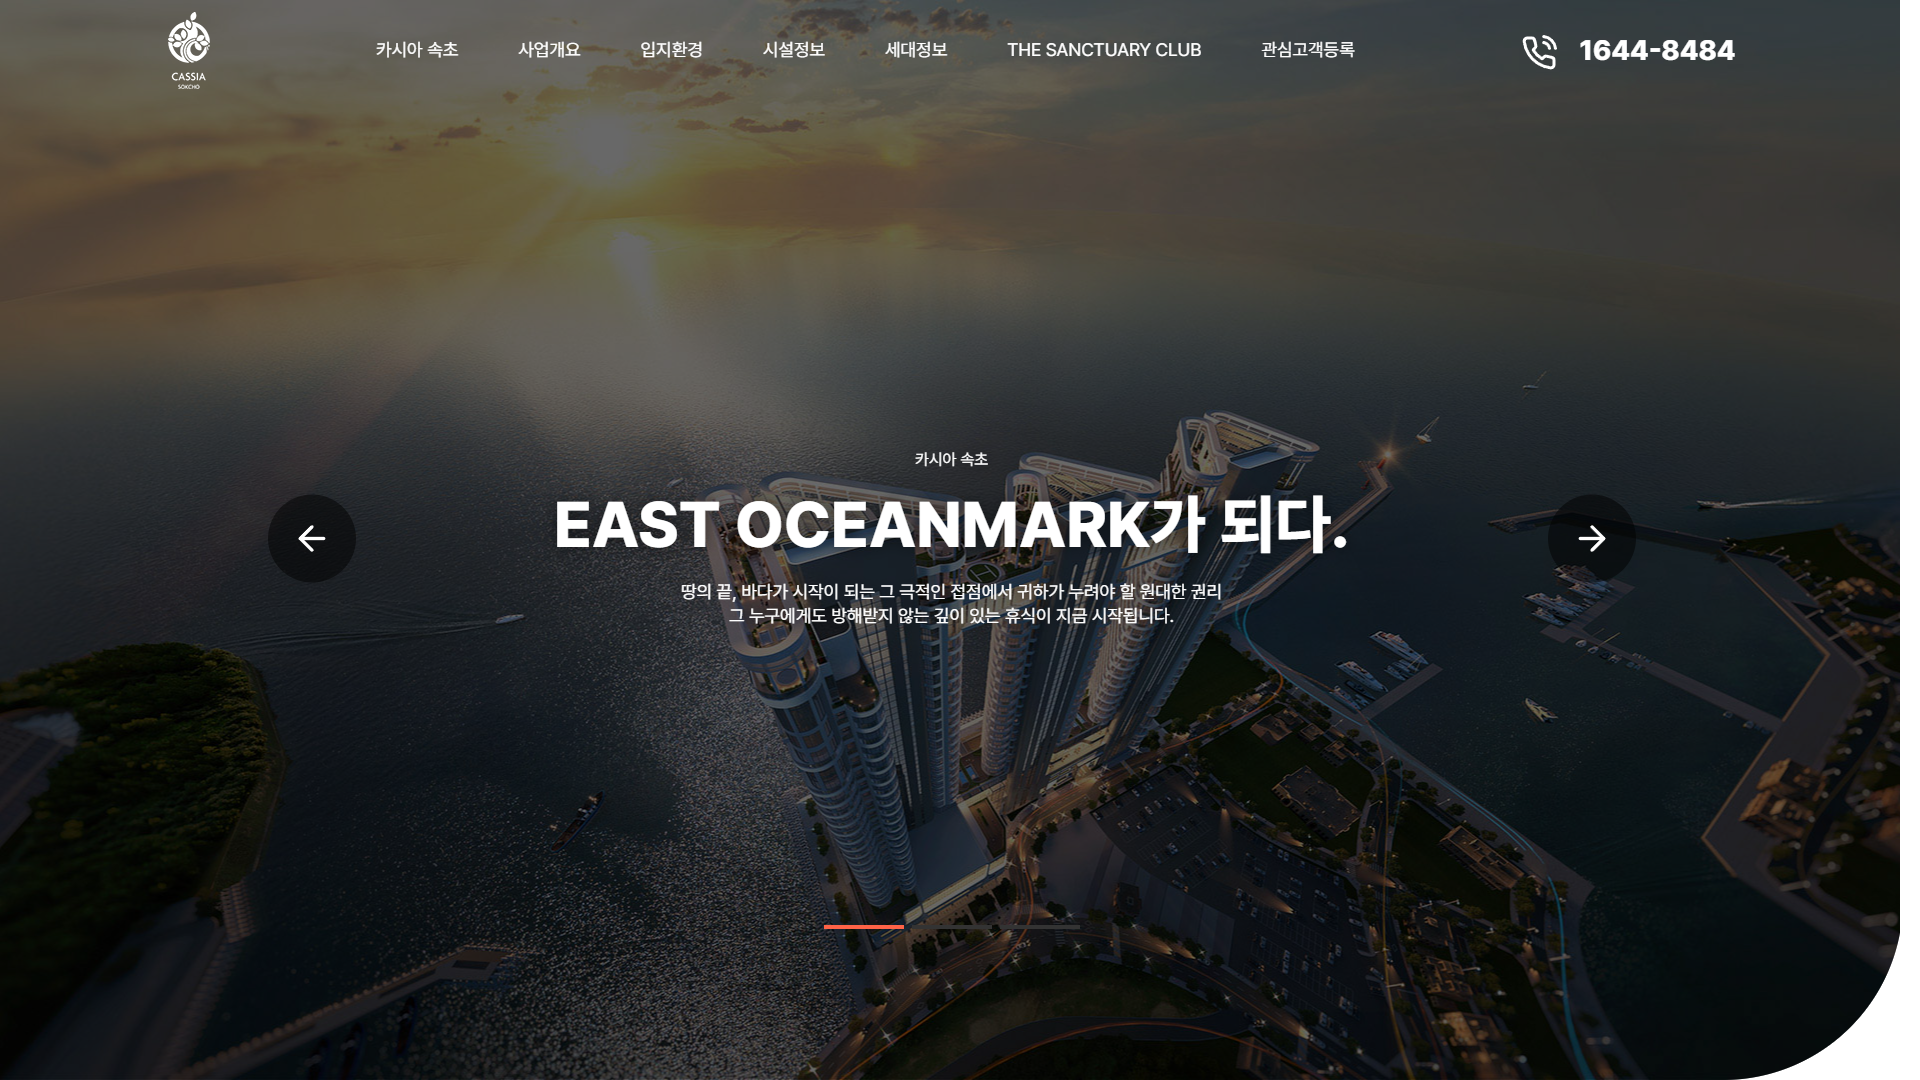 CASSIA
SOKCHO
카시아 속초
사업개요
입지환경
시설정보
세대정보
THE SANCTUARY CLUB
관심고객등록
1644-8484
카시아 속초
EAST OCEANMARK가 되다.
땅의 끝, 바다가 시작이 되는 그 극적인 접점에서 귀하가 누려야 할 원대한 권리
그 누구에게도 방해받지 않는 깊이 있는 휴식이 지금 시작됩니다.